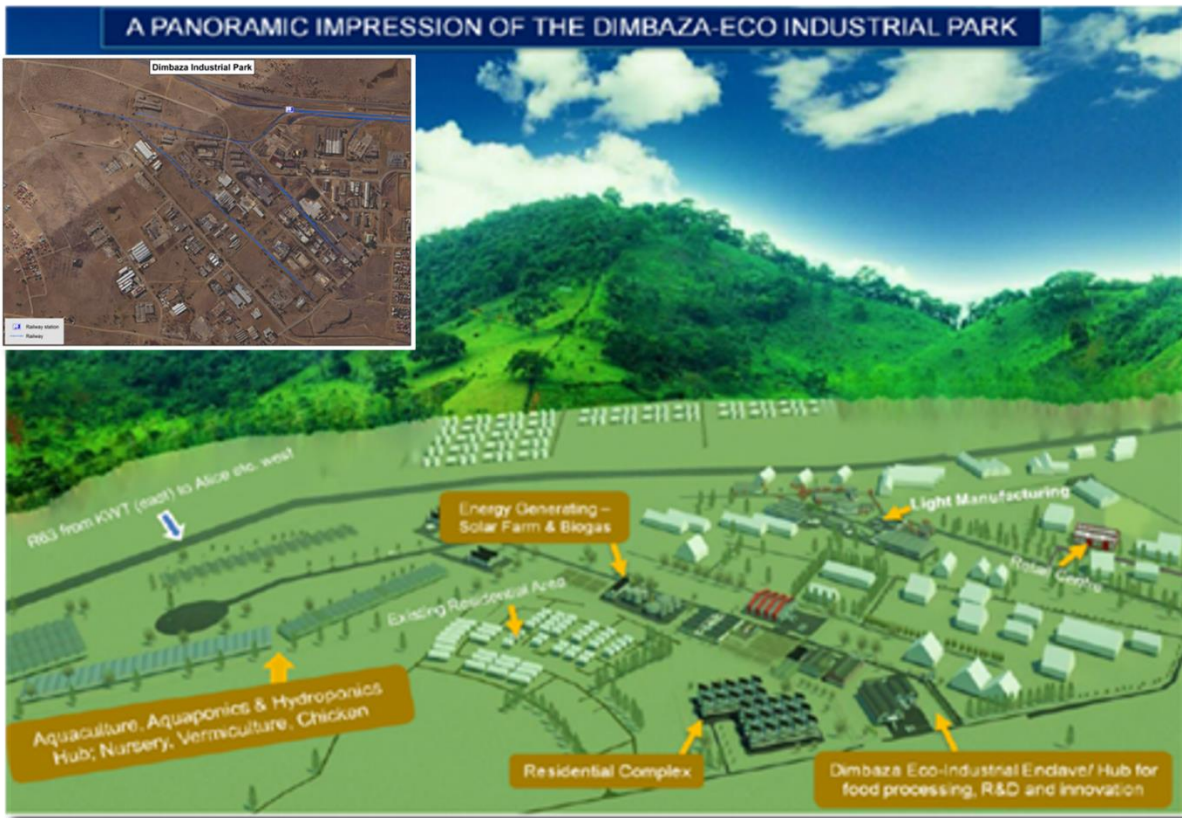 A PANORAMIC IMPRESSION OF THE DIMBAZA-ECO INDUSTRIAL PARK
Dimbaza Industrial Park
Railway station
Railway
R63 from KWT (east) to Alice etc. west
Energy Generating –
Solar Farm & Biogas
Light Manufacturing
Retail Centre
Existing Residential Area
Aquaculture, Aquaponics & Hydroponics
Hub; Nursery, Vermiculture, Chicken
Residential Complex
Dimbaza Eco-Industrial Enclave/ Hub for
food processing, R&D and innovation